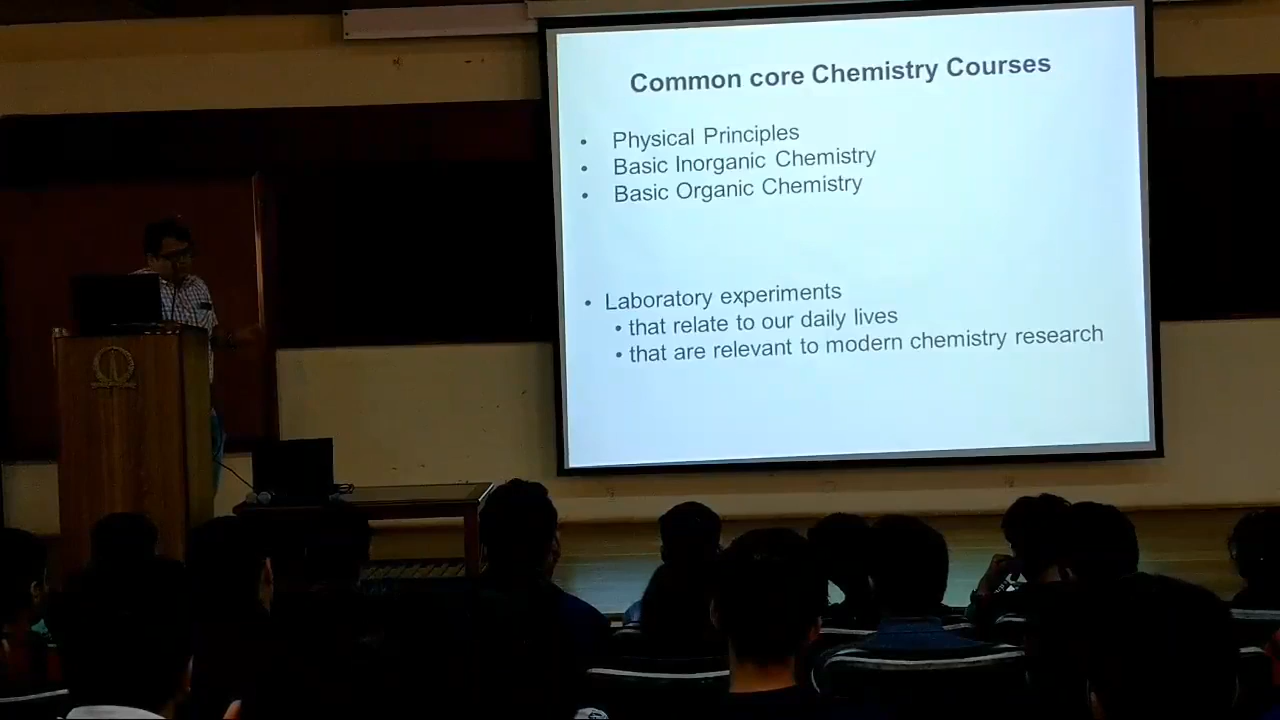 Common core Chemistry Courses
• Physical Principles
• Basic Inorganic Chemistry
• Basic Organic Chemistry
• Laboratory experiments
• that relate to our daily lives
• that are relevant to modern chemistry research